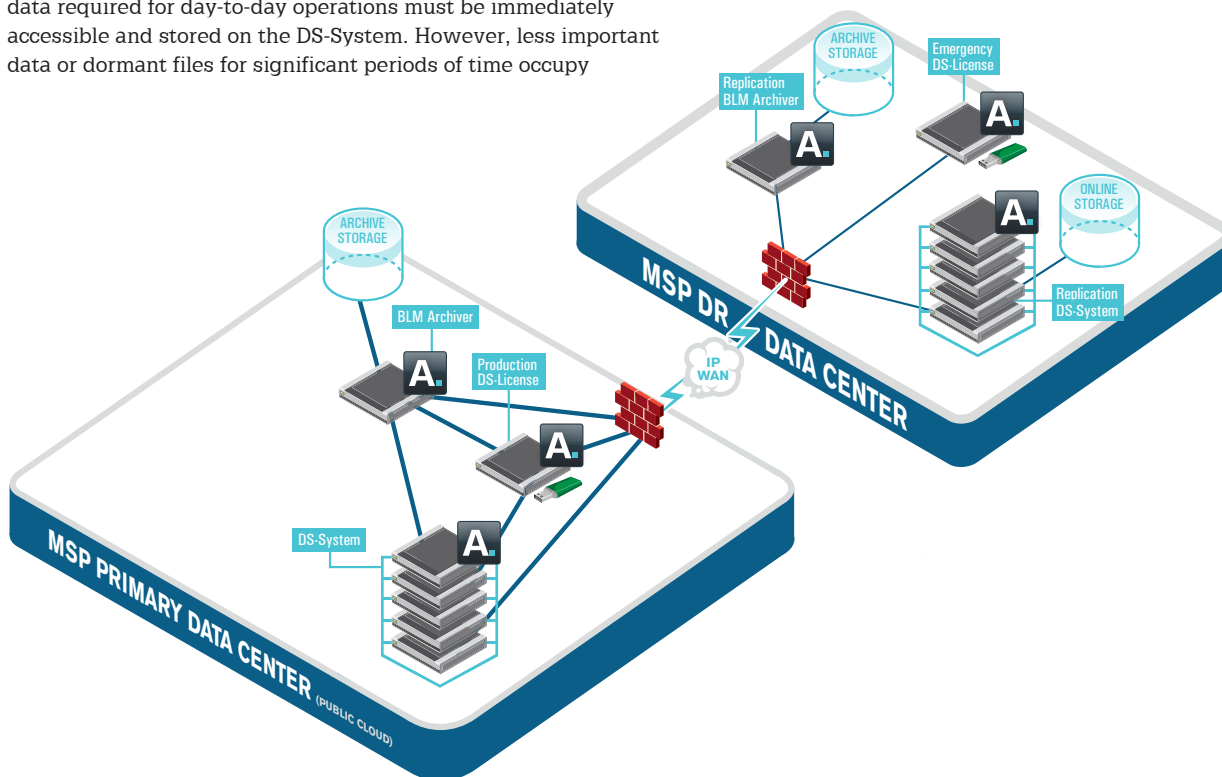 data required for day-to-day operations must be immediately
accessible and stored on the DS-System. However, less important
data or dormant files for significant periods of time occupy
ARCHIVE
STORAGE
Emergency
DS-License
Replication
BLM Archiver
A.
A.
ONLINE
STORAGE
A.
Replication
DS-System
MSP DR DATA CENTER
IP
WAN
ARCHIVE
STORAGE
BLM Archiver
A.
Production
DS-License
A.
DS-System
A.
MSP PRIMARY DATA CENTER (PUBLIC CLOUD)